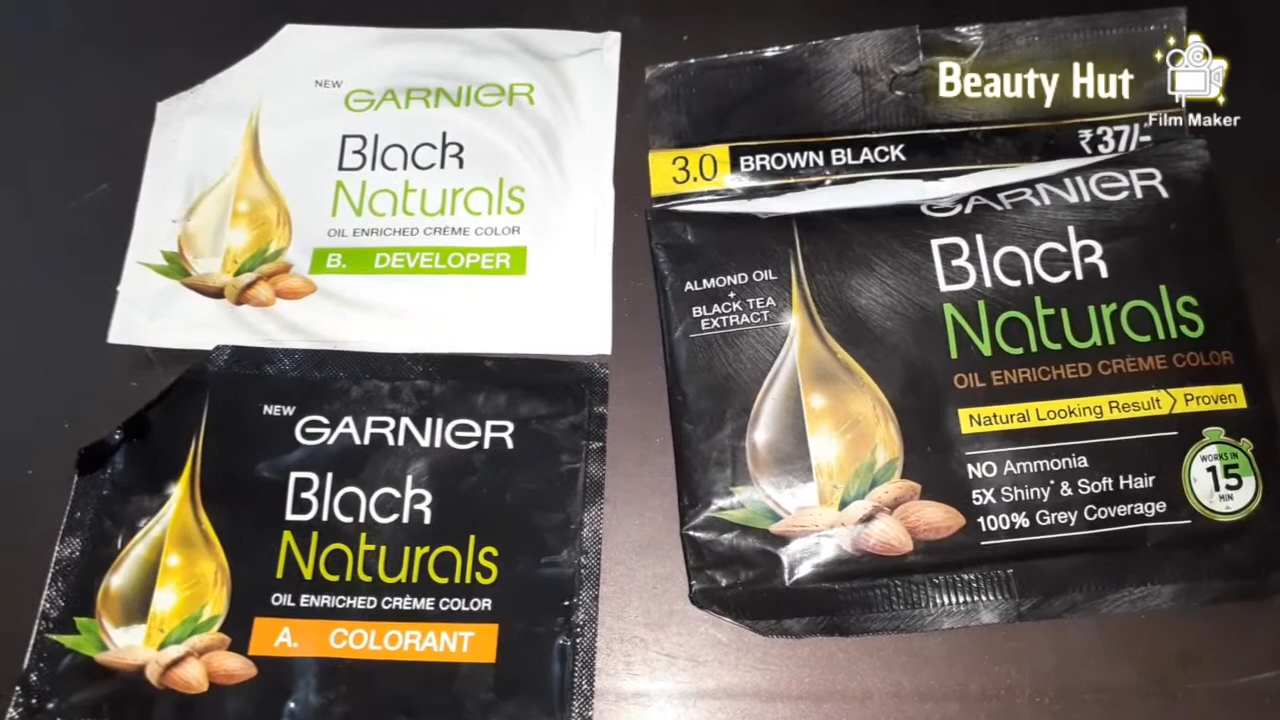 NEW
GARNIER
Black
Naturals
OIL ENRICHED CRÈME COLOR
B. DEVELOPER
NEW
GARNIER
Black
Naturals
OIL ENRICHED CRÈME COLOR
A. COLORANT
Beauty Hut
Film Maker
₹37/-
3.0 BROWN BLACK
GARNIER
Black
Naturals
OIL ENRICHED CRÈME COLOR
ALMOND OIL
+
BLACK TEA
EXTRACT
Natural Looking Result Proven
NO Ammonia
5X Shiny* & Soft Hair
100% Grey Coverage
WORKS IN
15
MIN